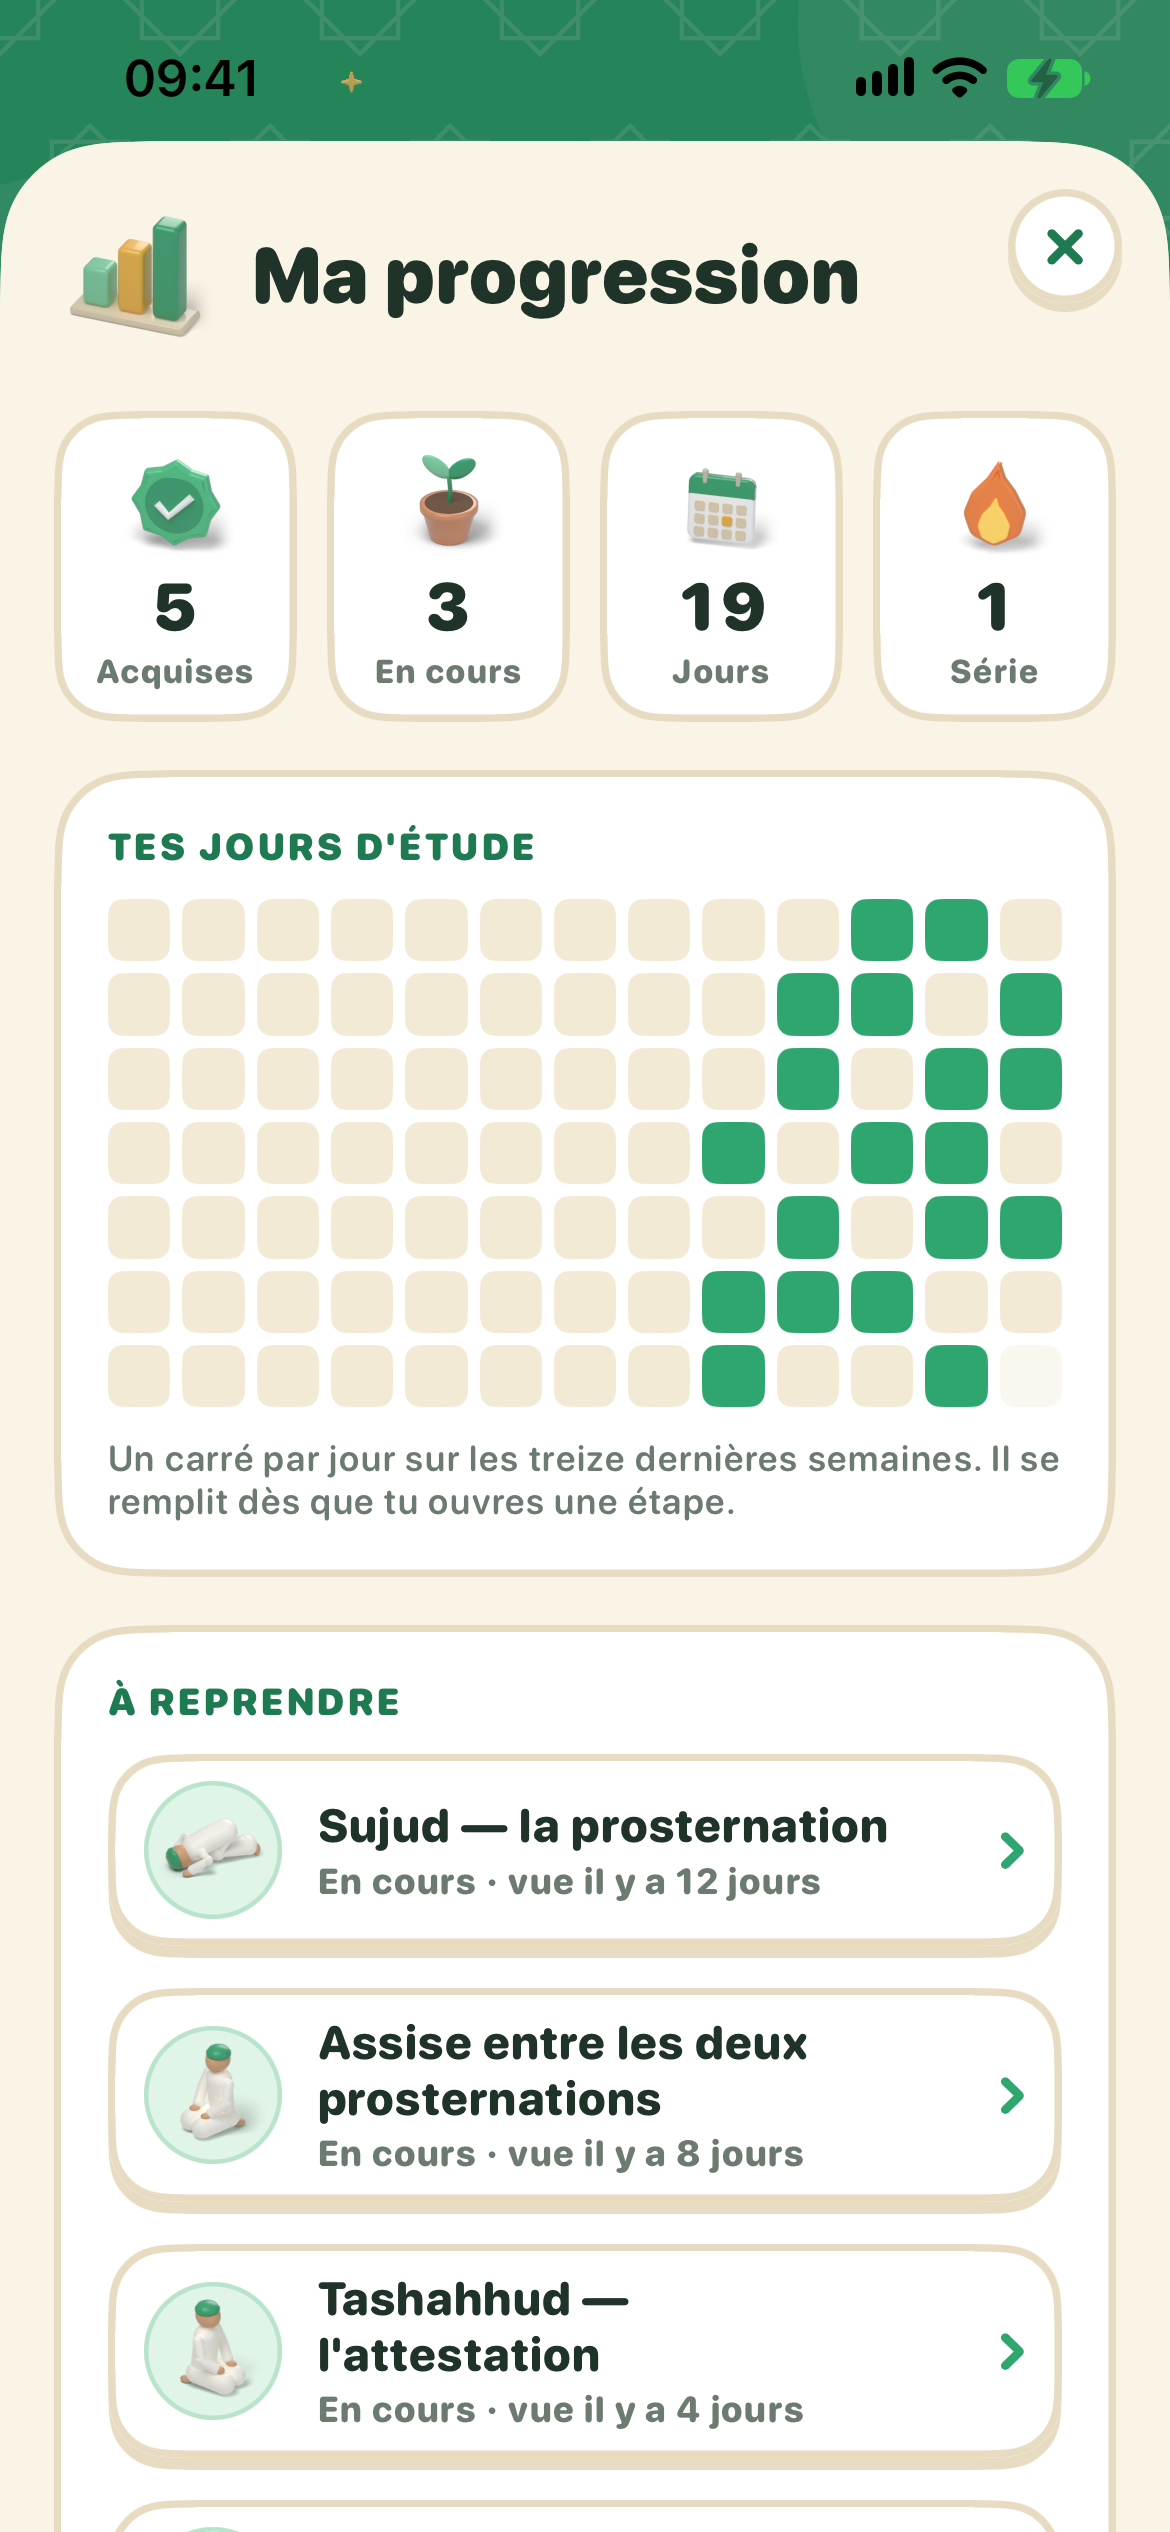 09:41
Ma progression
5
Acquises
3
En cours
19
Jours
1
Série
TES JOURS D'ÉTUDE
Un carré par jour sur les treize dernières semaines. Il se
remplit dès que tu ouvres une étape.
À REPRENDRE
Sujud — la prosternation
En cours · vue il y a 12 jours
Assise entre les deux
prosternations
En cours · vue il y a 8 jours
Tashahhud —
l'attestation
En cours · vue il y a 4 jours